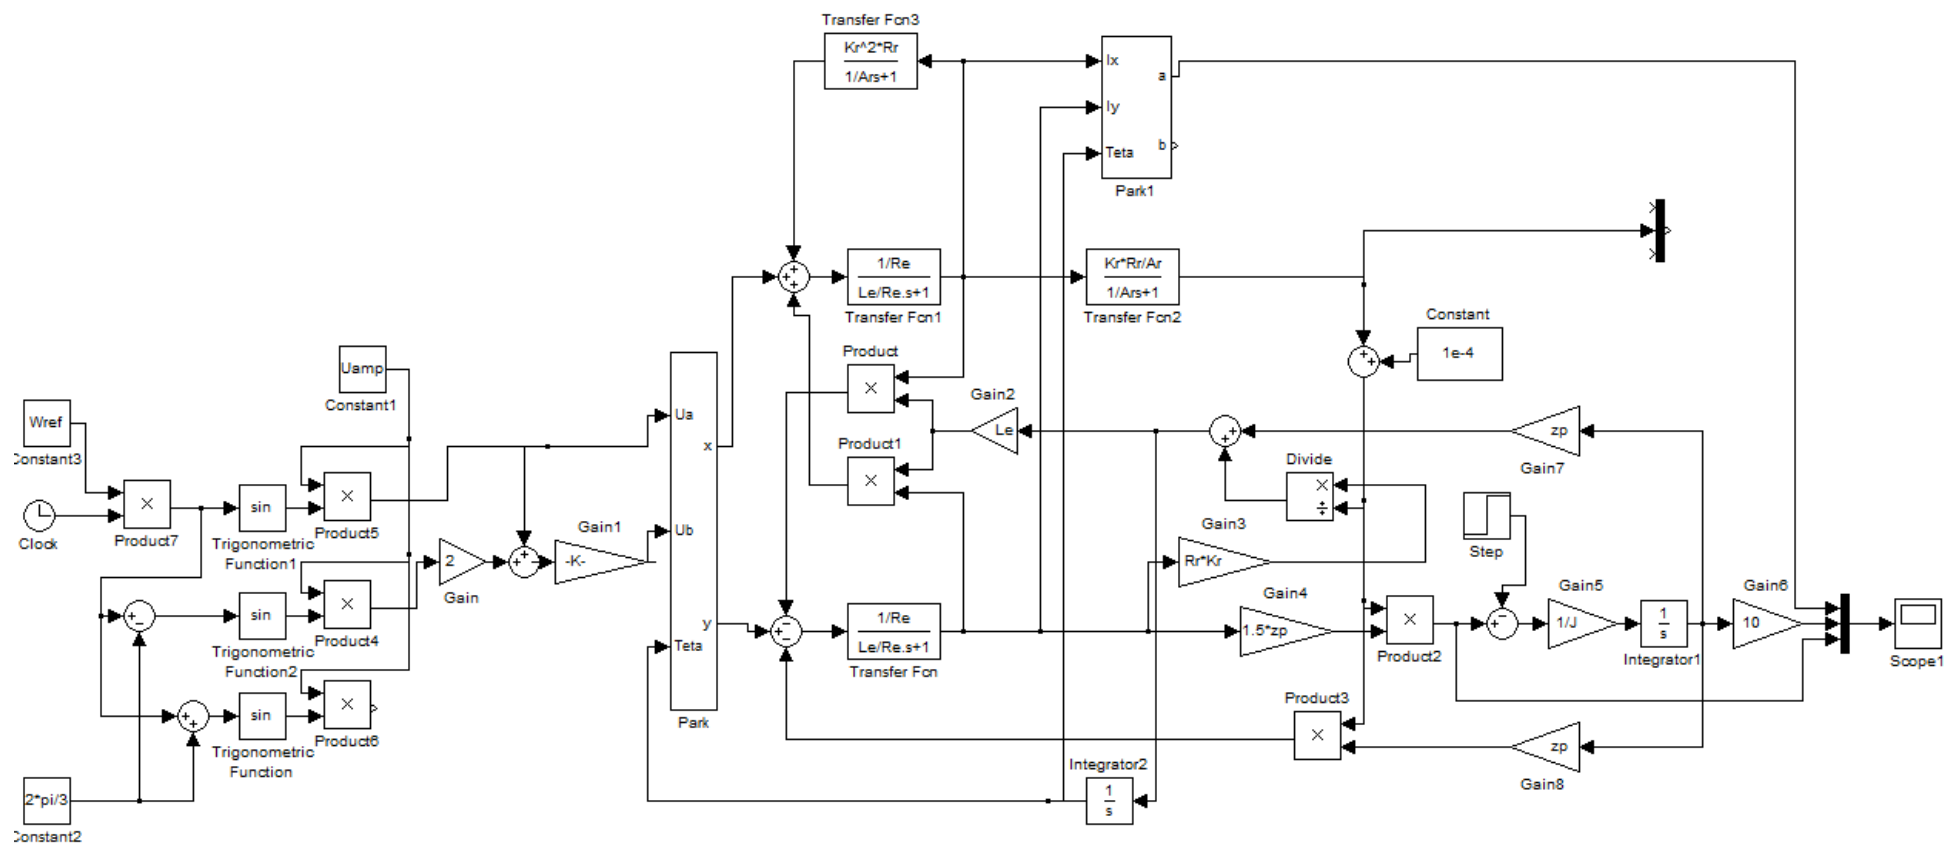 Transfer Fcn3
Kr^2*Rr
1/Ars+1
Ix
a
Iy
b
Teta
Park1
1/Re
Le/Re.s+1
Transfer Fcn1
Kr*Rr/Ar
1/Ars+1
Transfer Fcn2
Constant
1e-4
Uamp
Constant1
Product
Gain2
Le
Wref
Constant3
Ua
x
Product1
zp
Gain7
Divide
Clock
Product7
sin
Trigonometric
Function1
Product5
Gain1
-K-
Ub
Gain3
Rr*Kr
Step
2
Gain
Gain4
1.5*zp
Gain5
1/J
1
s
Integrator1
Gain6
10
Scope1
sin
Trigonometric
Function2
Product4
y
Teta
Park
1/Re
Le/Re.s+1
Transfer Fcn
Product2
sin
Trigonometric
Function
Product6
Product3
zp
Gain8
Integrator2
1
s
2*pi/3
Constant2